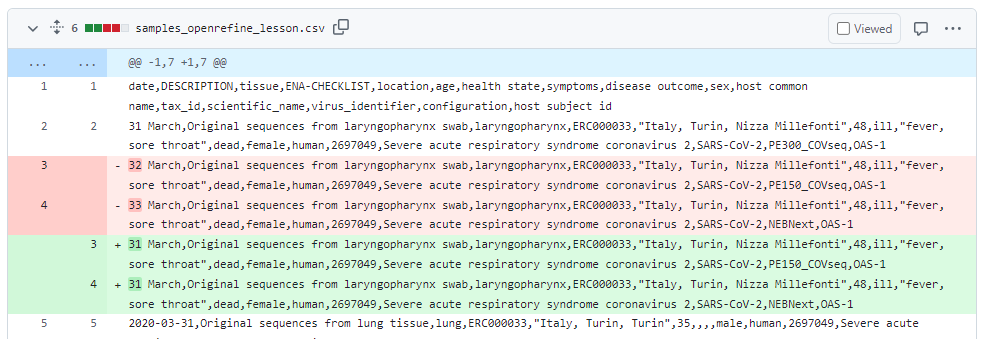 6 samples_openrefine_lesson.csv Viewed ...
... ... @@ -1,7 +1,7 @@
1 1 date,DESCRIPTION,tissue,ENA-CHECKLIST,location,age,health state,symptoms,disease outcome,sex,host common
name,tax_id,scientific_name,virus_identifier,configuration,host subject id
2 2 31 March,Original sequences from laryngopharynx swab,laryngopharynx,ERC000033,"Italy, Turin, Nizza Millefonti",48,ill,"fever,
sore throat",dead,female,human,2697049,Severe acute respiratory syndrome coronavirus 2,SARS-CoV-2,PE300_COVseq,OAS-1
3 - 32 March,Original sequences from laryngopharynx swab,laryngopharynx,ERC000033,"Italy, Turin, Nizza Millefonti",48,ill,"fever,
sore throat",dead,female,human,2697049,Severe acute respiratory syndrome coronavirus 2,SARS-CoV-2,PE150_COVseq,OAS-1
4 - 33 March,Original sequences from laryngopharynx swab,laryngopharynx,ERC000033,"Italy, Turin, Nizza Millefonti",48,ill,"fever,
sore throat",dead,female,human,2697049,Severe acute respiratory syndrome coronavirus 2,SARS-CoV-2,NEBNext,OAS-1
3 + 31 March,Original sequences from laryngopharynx swab,laryngopharynx,ERC000033,"Italy, Turin, Nizza Millefonti",48,ill,"fever,
sore throat",dead,female,human,2697049,Severe acute respiratory syndrome coronavirus 2,SARS-CoV-2,PE150_COVseq,OAS-1
4 + 31 March,Original sequences from laryngopharynx swab,laryngopharynx,ERC000033,"Italy, Turin, Nizza Millefonti",48,ill,"fever,
sore throat",dead,female,human,2697049,Severe acute respiratory syndrome coronavirus 2,SARS-CoV-2,NEBNext,OAS-1
5 5 2020-03-31,Original sequences from lung tissue,lung,ERC000033,"Italy, Turin, Turin",35,,,,male,human,2697049,Severe acute